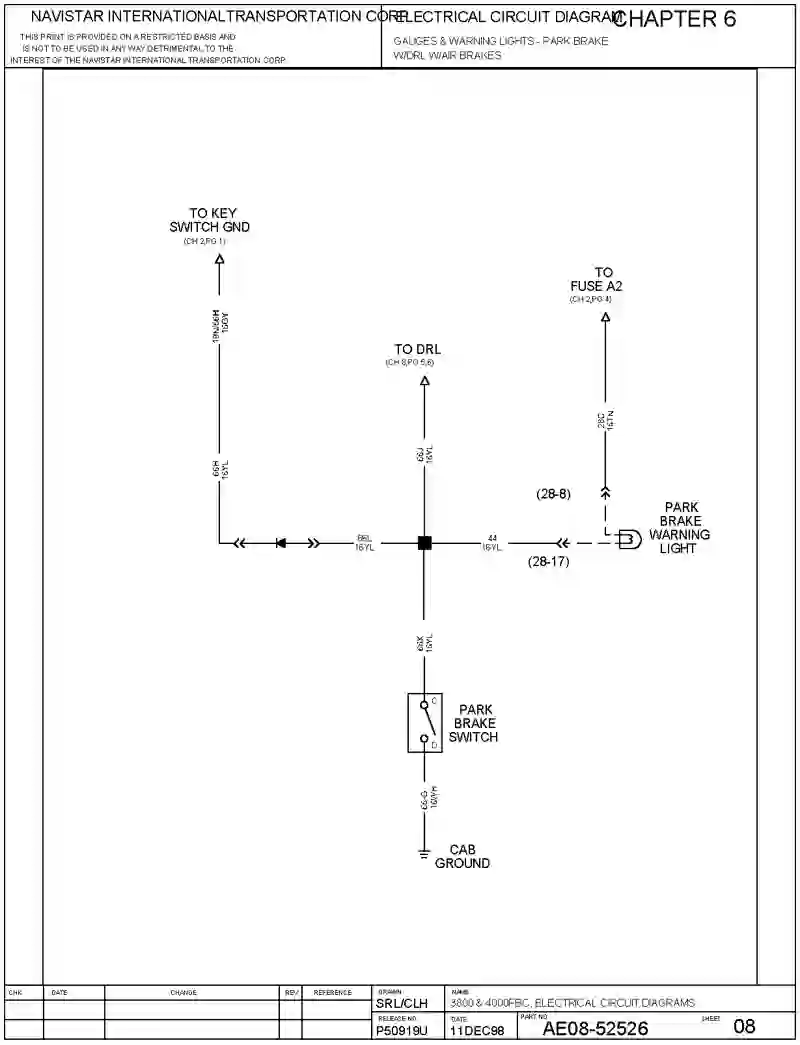 NAVISTAR INTERNATIONAL TRANSPORTATION CORP.
THIS PRINT IS PROVIDED ON A RESTRICTED BASIS AND
IS NOT TO BE USED IN ANY WAY DETRIMENTAL TO THE
INTEREST OF THE NAVISTAR INTERNATIONAL TRANSPORTATION CORP.
ELECTRICAL CIRCUIT DIAGRAM
CHAPTER 6
GAUGES & WARNING LIGHTS - PARK BRAKE
W/DRL W/AIR BRAKES
TO KEY
SWITCH GND
(CH 2,PG 1)
16GY
TO
FUSE A2
(CH 2,PG 4)
TO DRL
(CH 8,PG 5,6)
28C
16TN
66J
16YL
66H
16YL
(28-8)
PARK
BRAKE
WARNING
LIGHT
66L
16YL
44
16YL
(28-17)
66K
16YL
C
D
PARK
BRAKE
SWITCH
66-G
16WH
CAB
GROUND
CHK
DATE
CHANGE
REV
REFERENCE
DRAWN
SRL/CLH
NAME
3800 & 4000FBC, ELECTRICAL CIRCUIT DIAGRAMS
RELEASE NO.
P50919U
DATE
11DEC98
PART NO
AE08-52526
SHEET
08